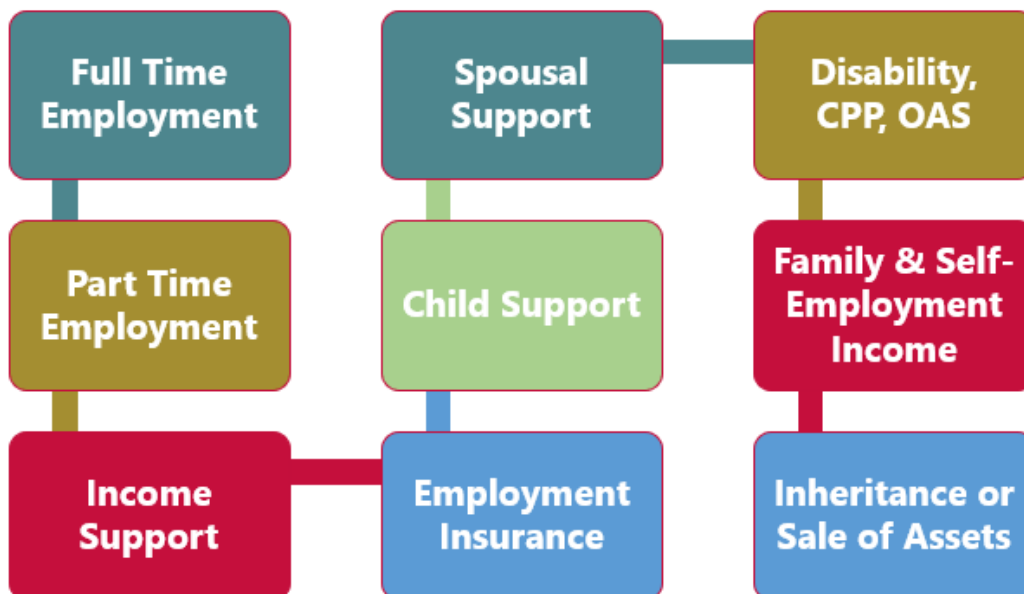 Full Time
Employment
Part Time
Employment
Income
Support
Employment
Insurance
Child Support
Spousal
Support
Disability,
CPP, OAS
Family & Self-
Employment
Income
Inheritance or
Sale of Assets